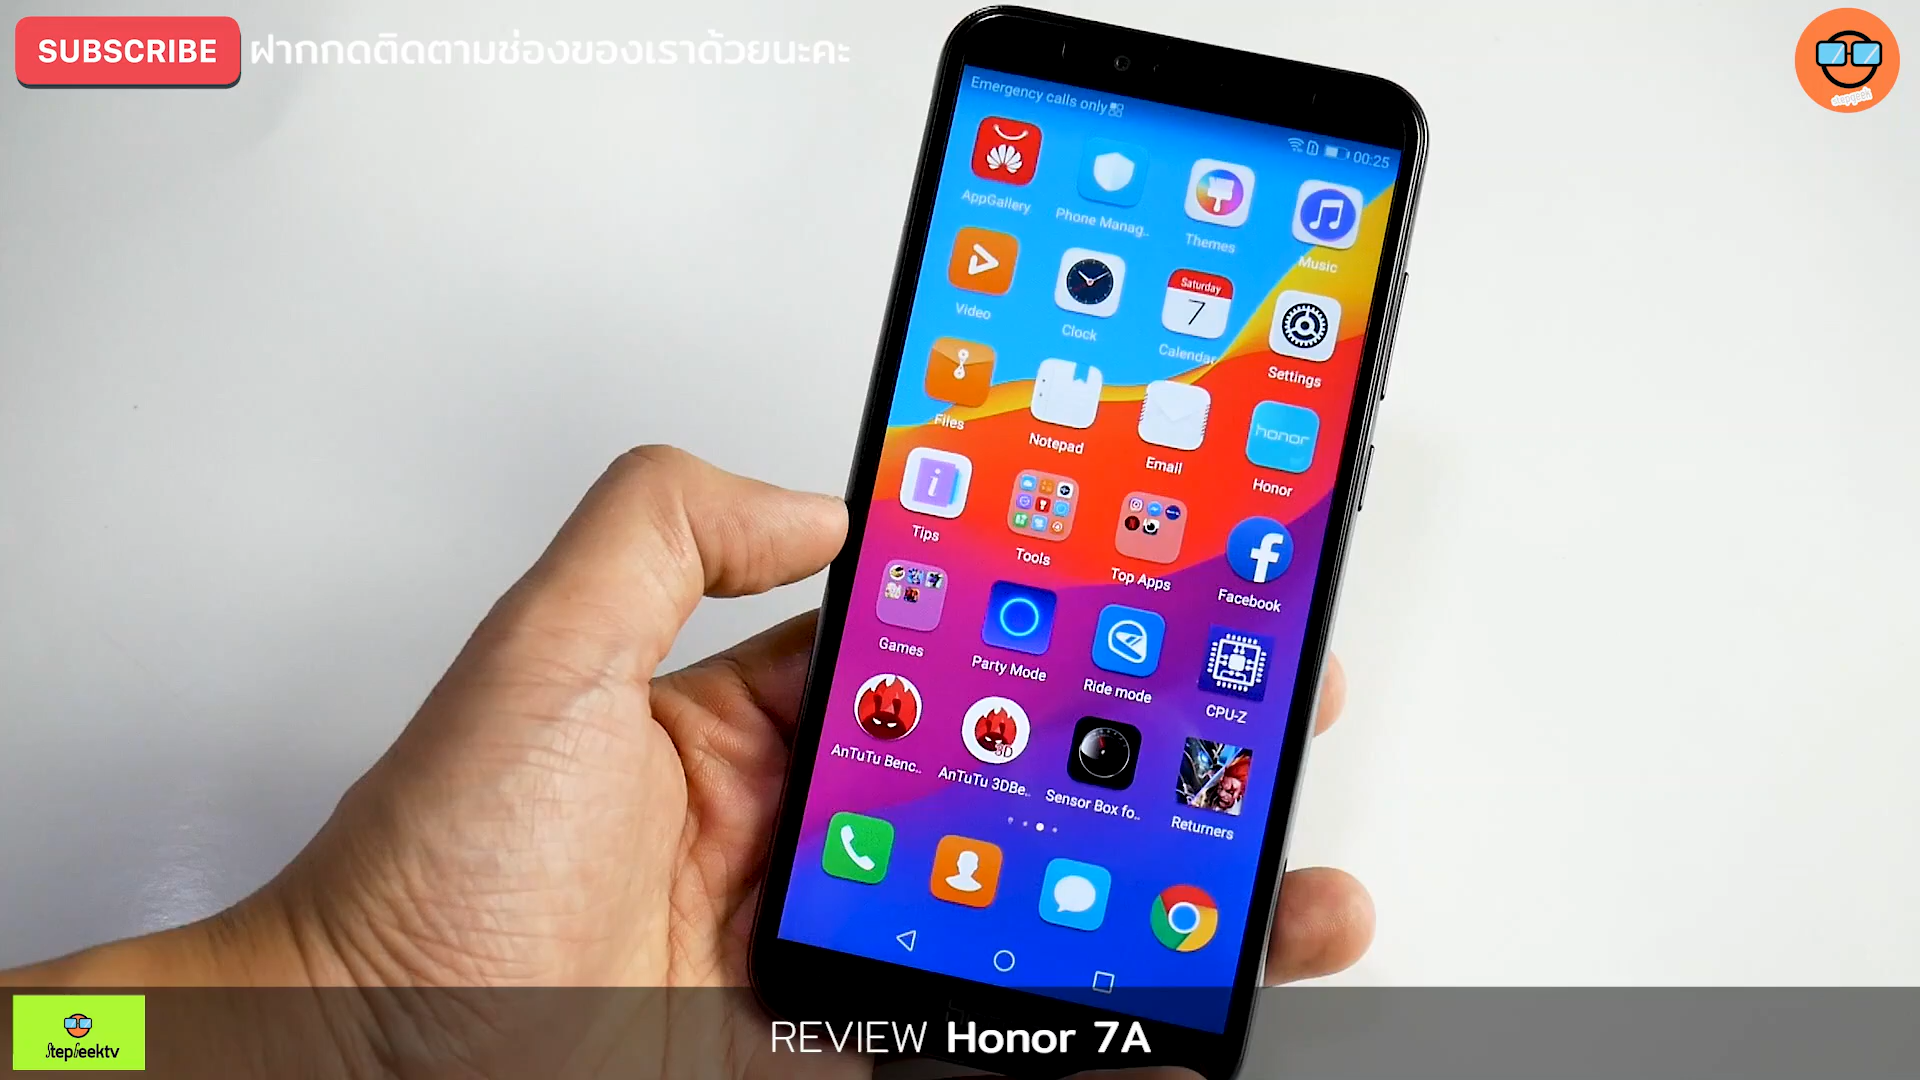 SUBSCRIBE ฝากกดติดตามช่องของเราด้วยนะคะ
stepgeek
Emergency calls only
00:25
AppGallery
Phone Manag..
Themes
Music
Video
Clock
Saturday
7
Calendar
Settings
Files
Notepad
Email
honor
Honor
Tips
Tools
Top Apps
Facebook
Games
Party Mode
Ride mode
CPU-Z
AnTuTu Benc..
3D
AnTuTu 3DBe..
Sensor Box fo..
Returners
StepGeektv
REVIEW Honor 7A